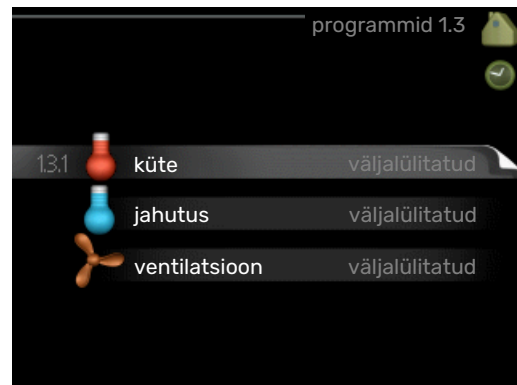 programmid 1.3
1.3.1 küte väljalülitatud
jahutus väljalülitatud
ventilatsioon väljalülitatud